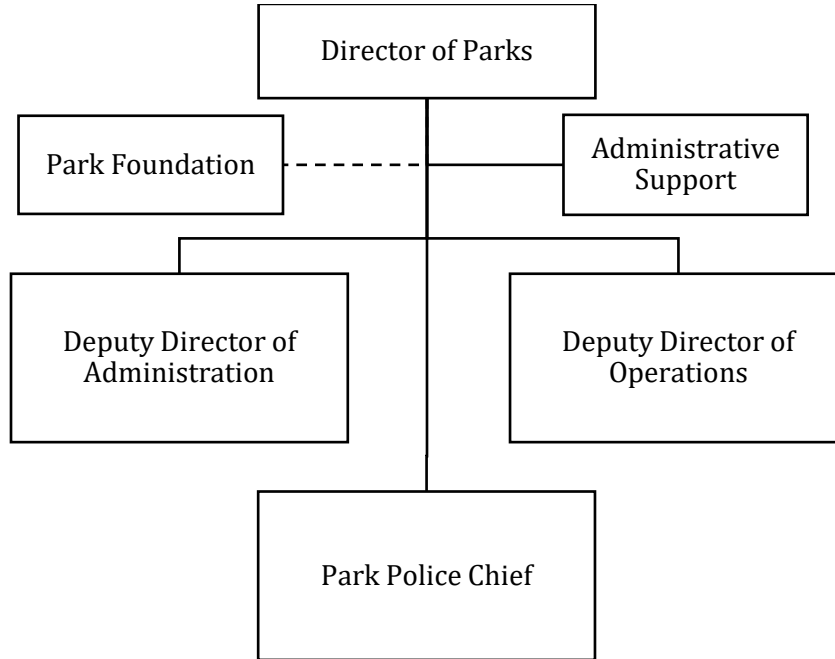 Director of Parks
Park Foundation
Administrative
Support
Deputy Director of
Administration
Deputy Director of
Operations
Park Police Chief